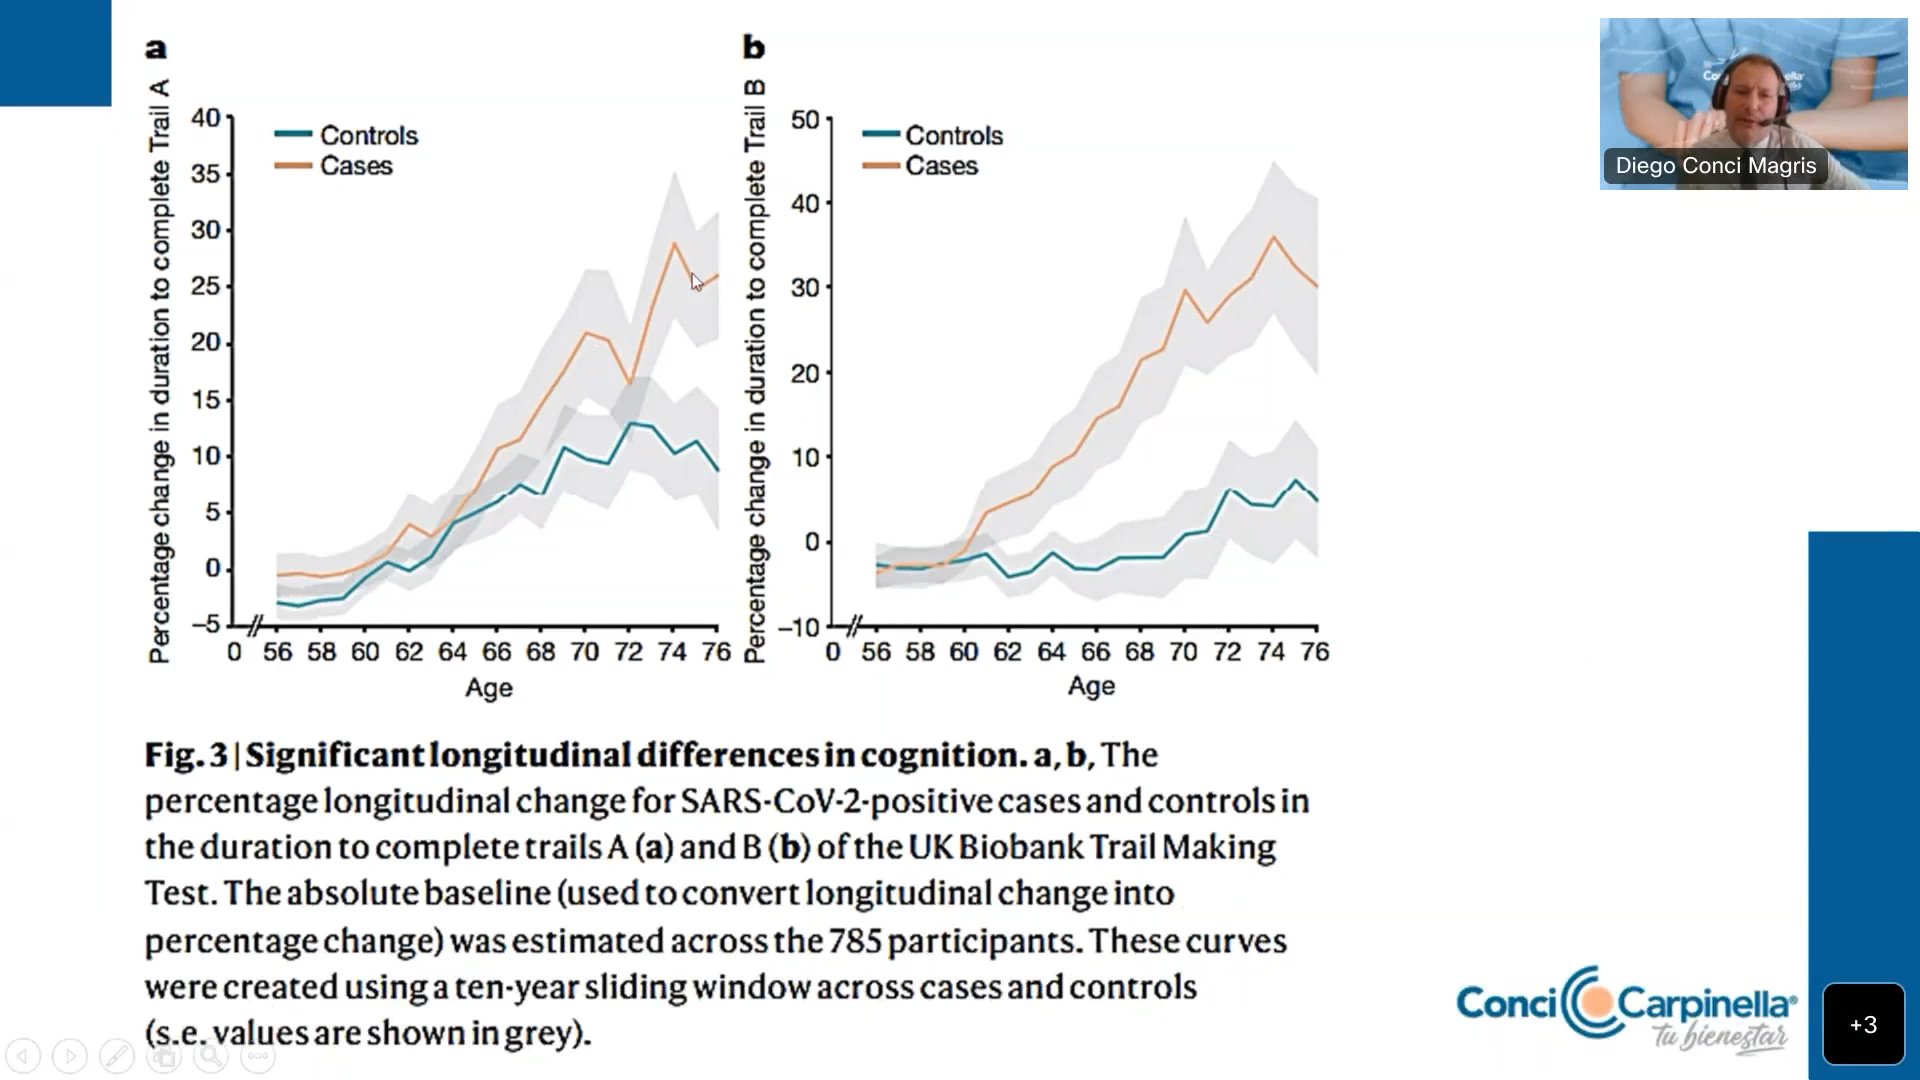 a
b
Percentage change in duration to complete Trail A
40
35
30
25
20
15
10
5
0
–5
Controls
Cases
0 56 58 60 62 64 66 68 70 72 74 76
Age
Percentage change in duration to complete Trail B
50
40
30
20
10
0
–10
Controls
Cases
0 56 58 60 62 64 66 68 70 72 74 76
Age
Diego Conci Magris
Fig. 3 | Significant longitudinal differences in cognition. a, b, The
percentage longitudinal change for SARS-CoV-2-positive cases and controls in
the duration to complete trails A (a) and B (b) of the UK Biobank Trail Making
Test. The absolute baseline (used to convert longitudinal change into
percentage change) was estimated across the 785 participants. These curves
were created using a ten-year sliding window across cases and controls
(s.e. values are shown in grey).
Conci Carpinella®
tu bienestar
+3